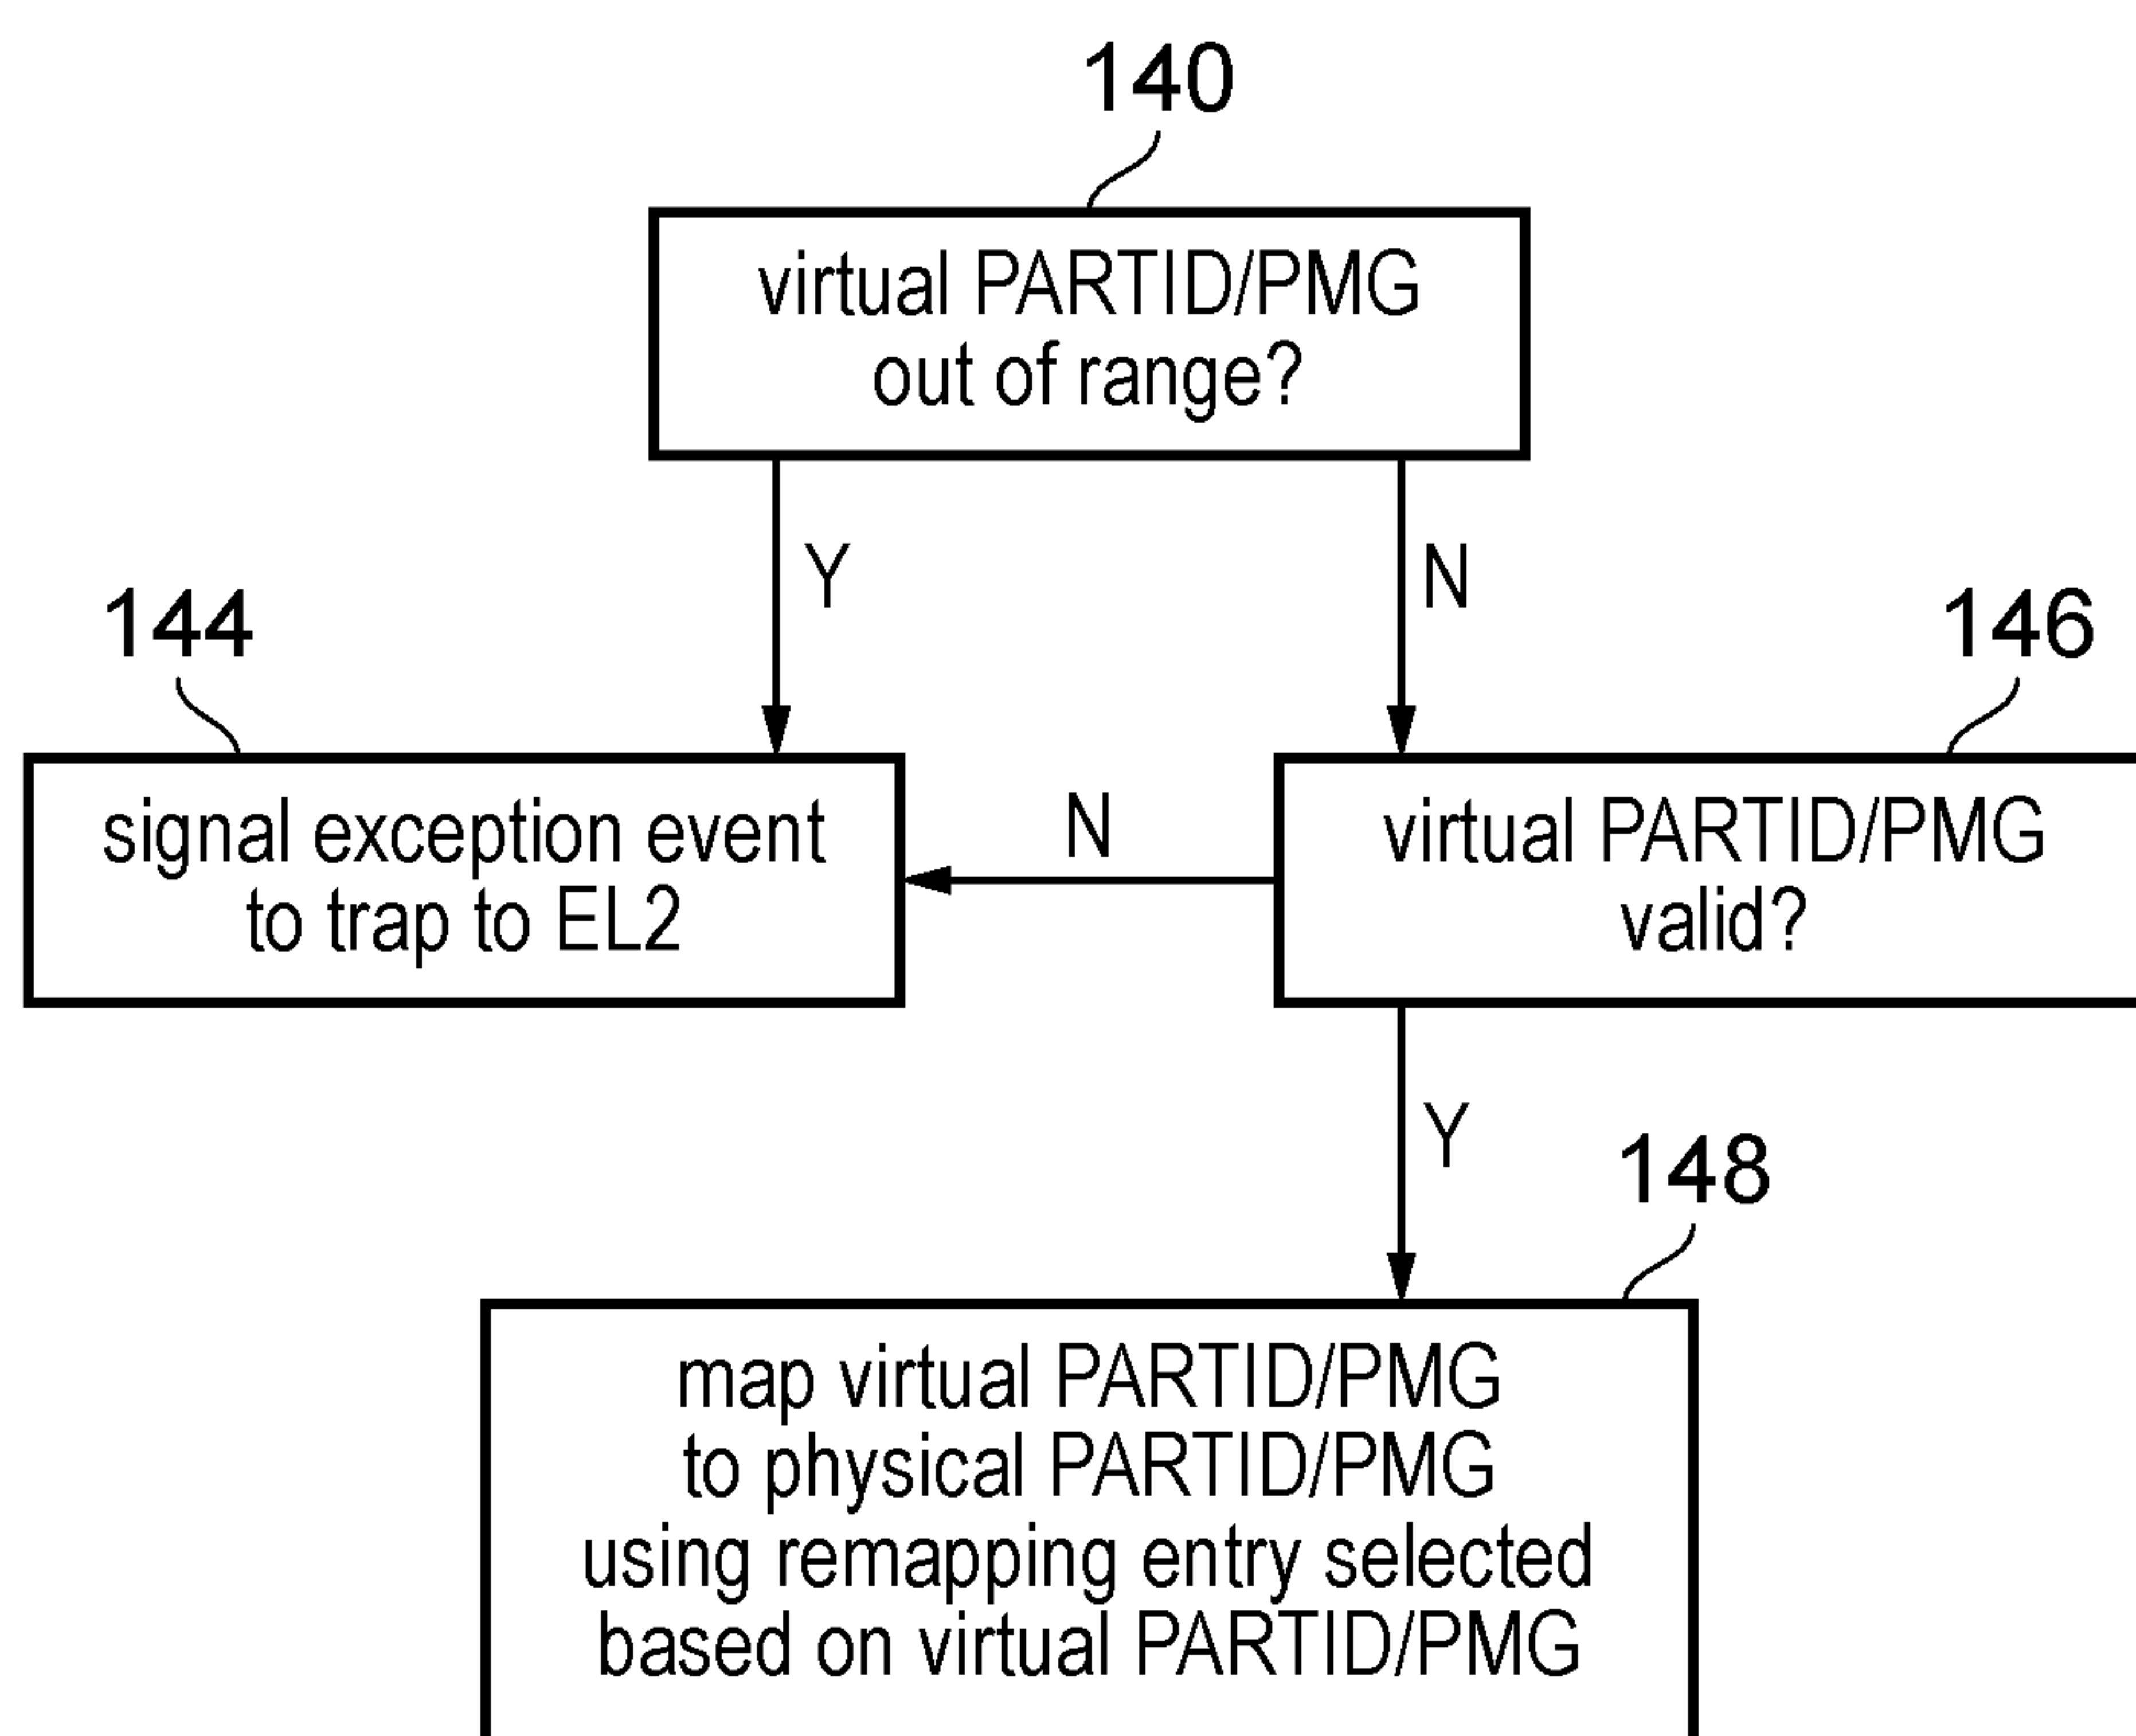 140
virtual PARTID/PMG
out of range?
Y
N
144
146
signal exception event
to trap to EL2
N
virtual PARTID/PMG
valid?
Y
148
map virtual PARTID/PMG
to physical PARTID/PMG
using remapping entry selected
based on virtual PARTID/PMG